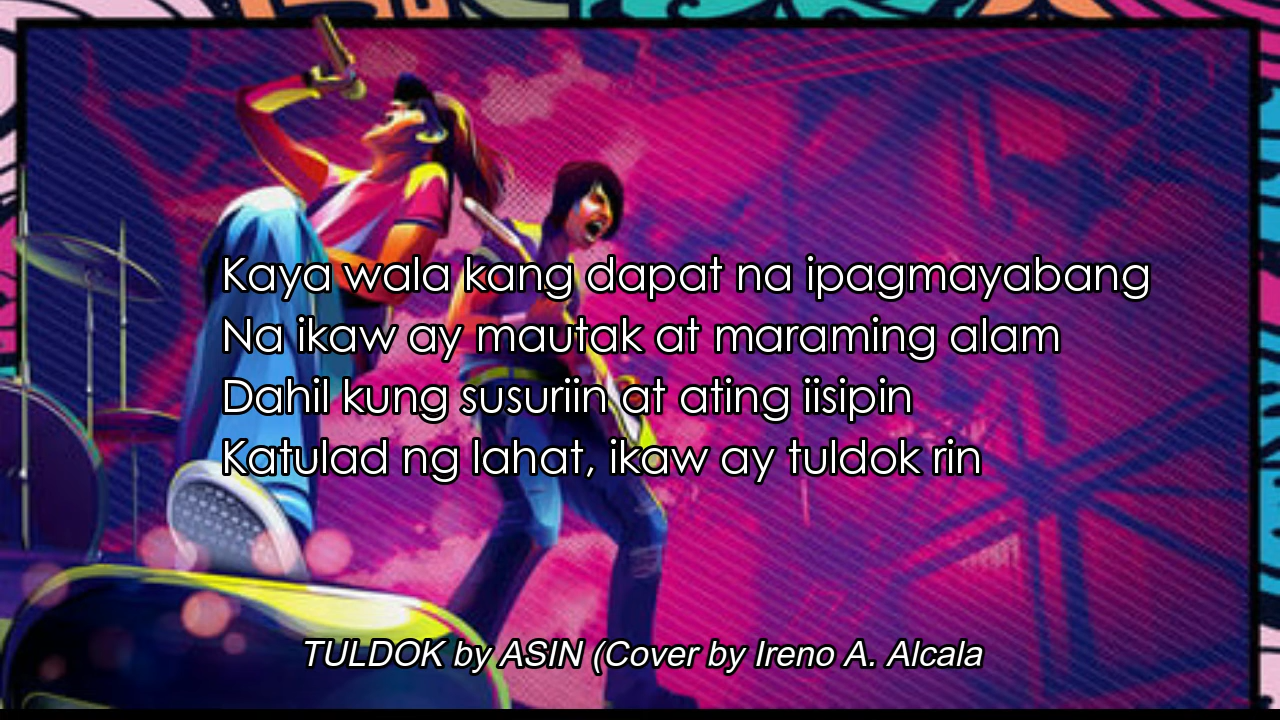 Kaya wala kang dapat na ipagmayabang
Na ikaw ay mautak at maraming alam
Dahil kung susuriin at ating iisipin
Katulad ng lahat, ikaw ay tuldok rin
TULDOK by ASIN (Cover by Ireno A. Alcala